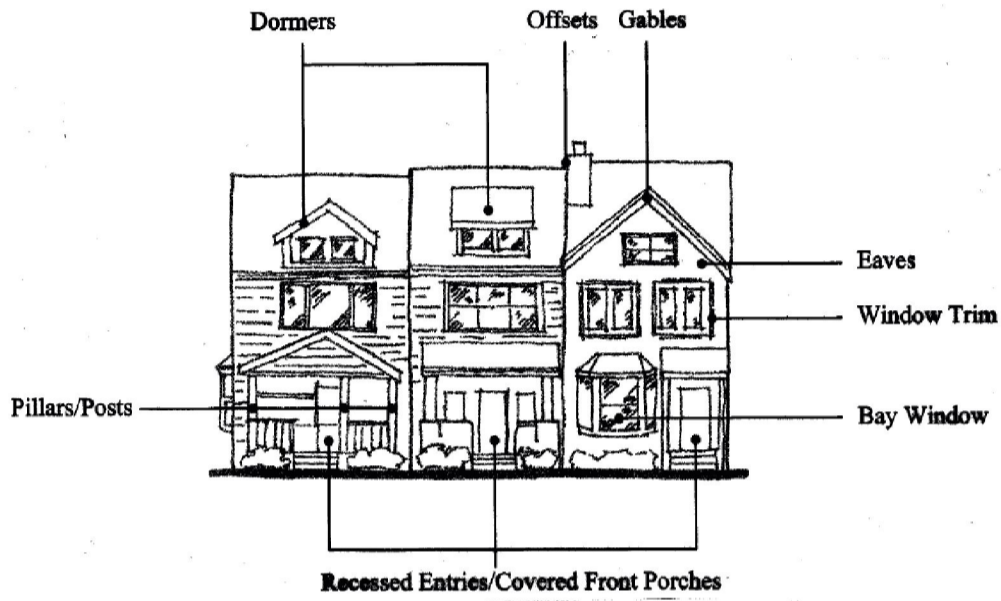 Dormers
Offsets
Gables
Eaves
Window Trim
Pillars/Posts
Bay Window
Recessed Entries/Covered Front Porches